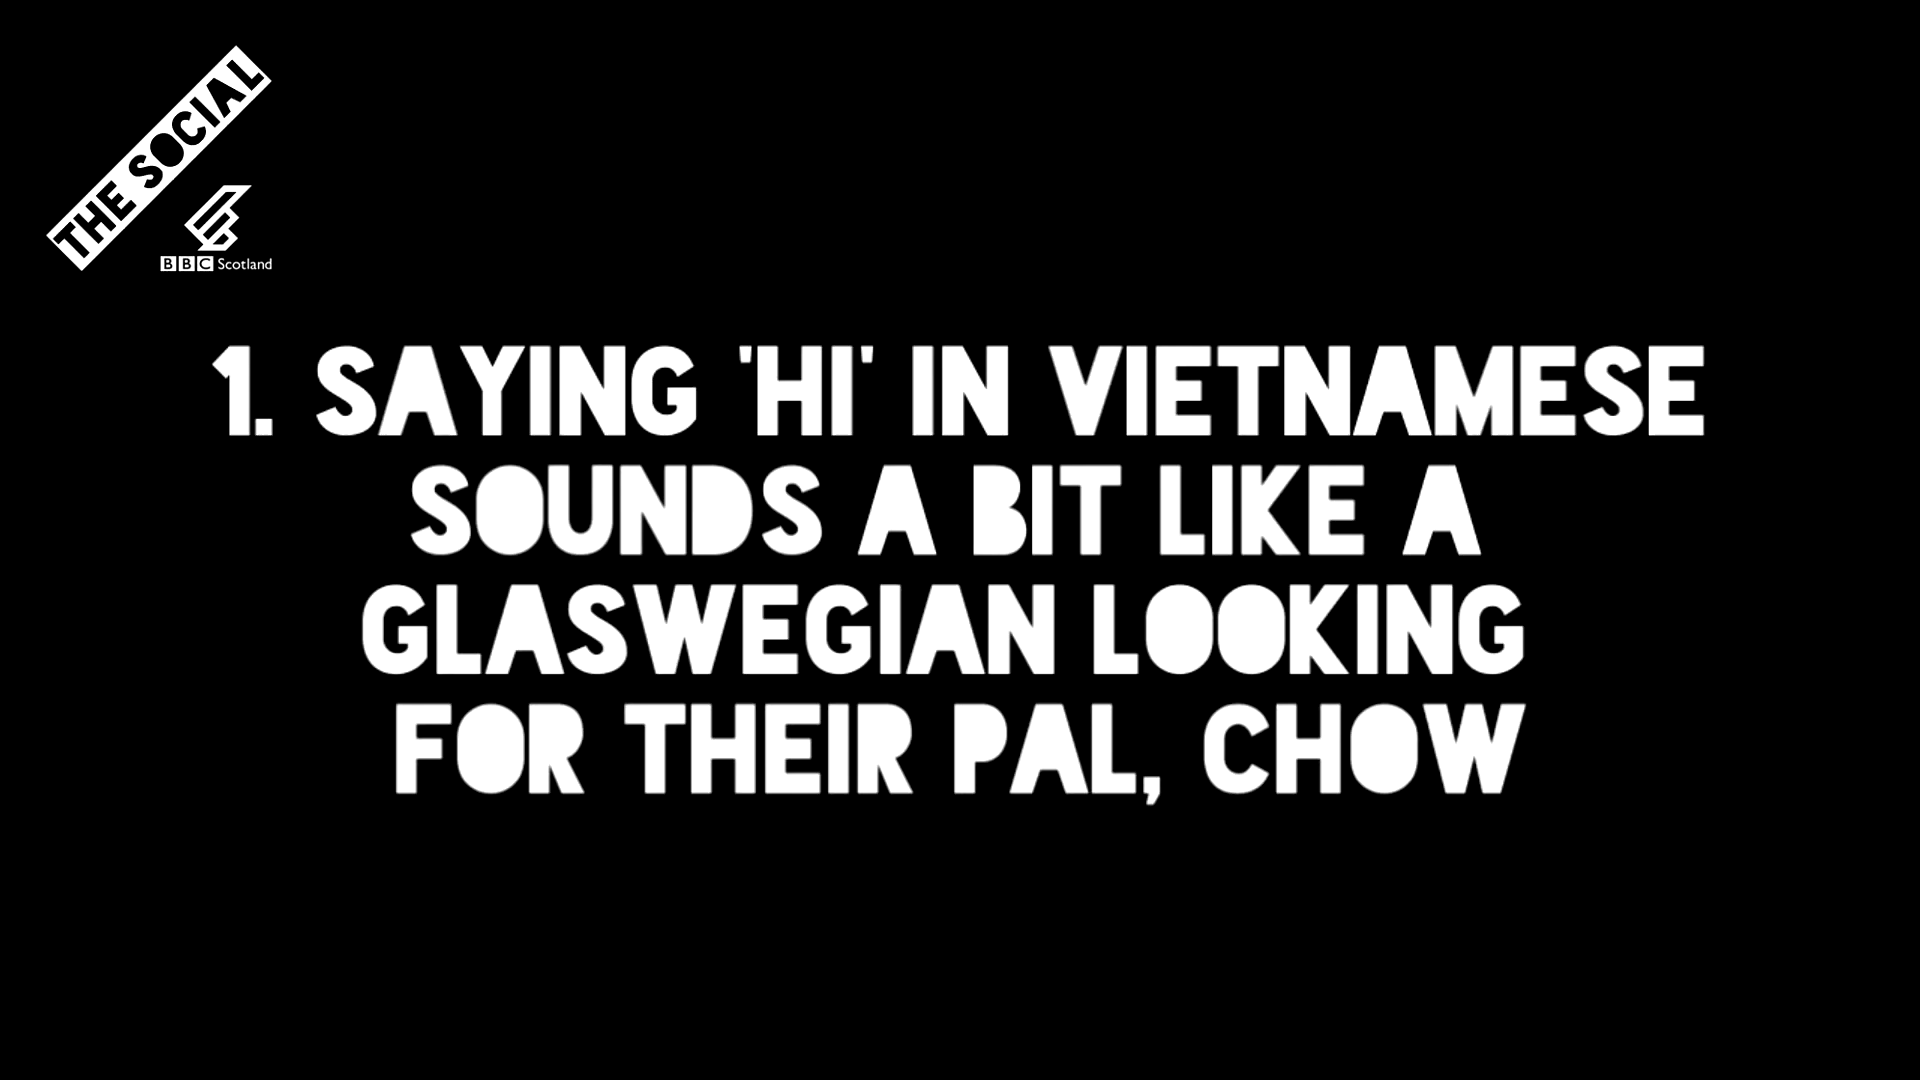 THE SOCIAL
BBC Scotland
1. SAYING 'HI' IN VIETNAMESE
SOUNDS A BIT LIKE A
GLASWEGIAN LOOKING
FOR THEIR PAL, CHOW